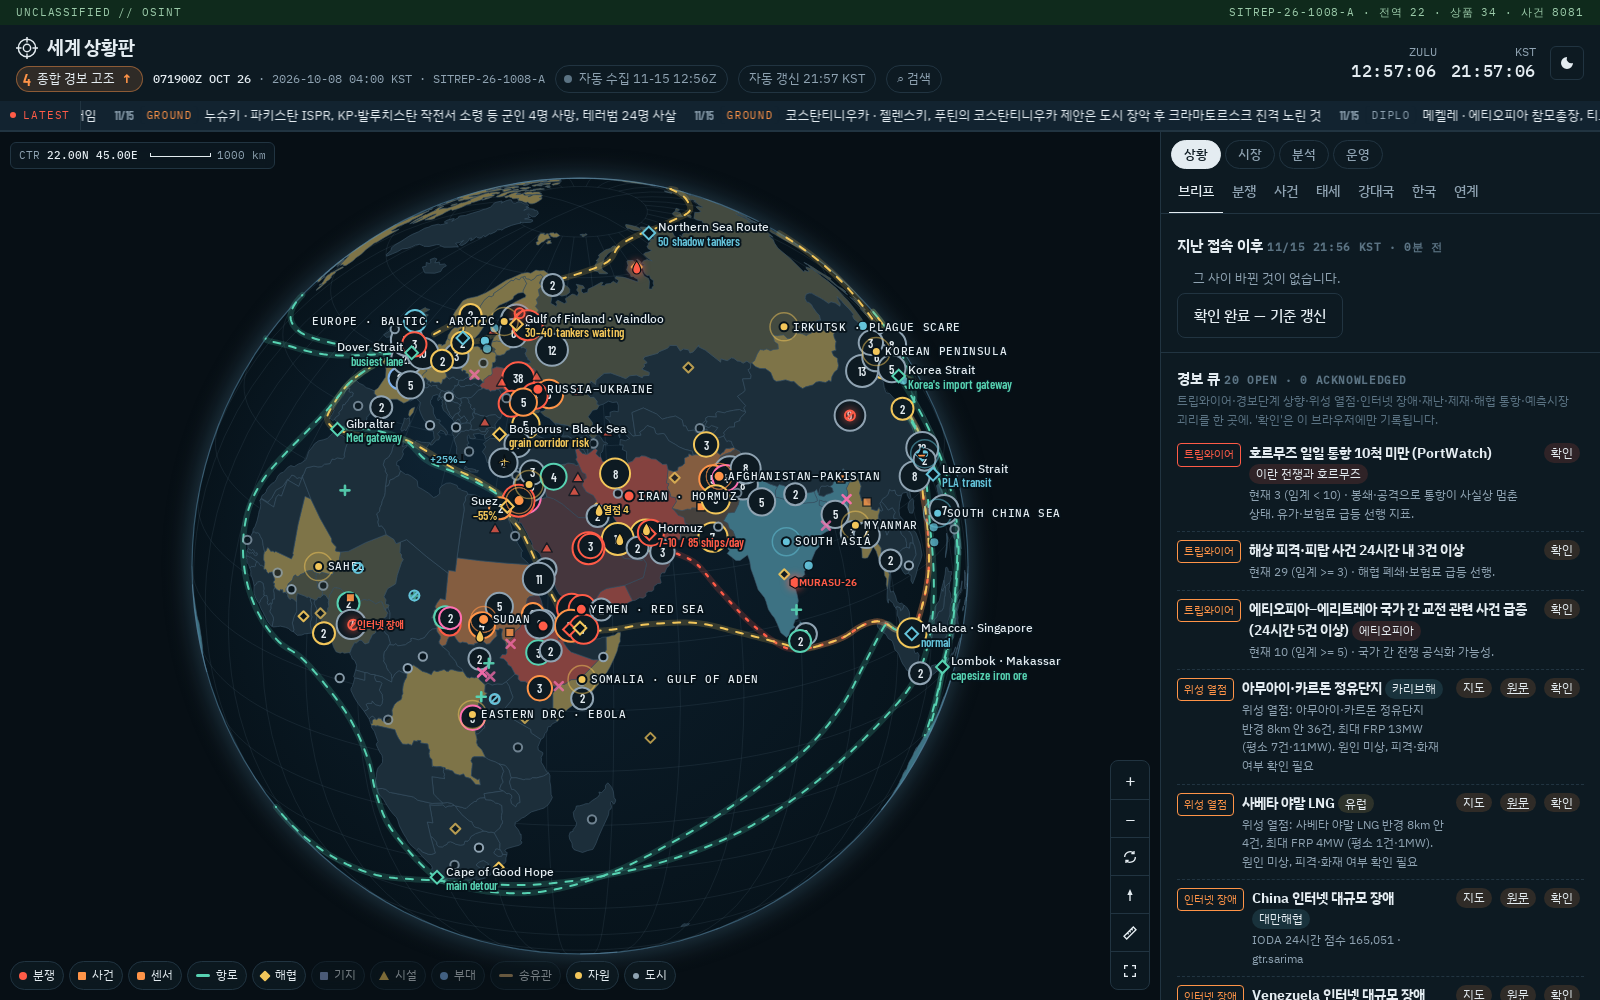 UNCLASSIFIED // OSINT
SITREP-26-1008-A · 전역 22 · 상품 34 · 사건 8081
세계 상황판
4 종합 경보 고조 ↑
071900Z OCT 26 · 2026-10-08 04:00 KST · SITREP-26-1008-A
자동 수집 11-15 12:56Z
자동 갱신 21:57 KST
⌕ 검색
ZULU
12:57:06
KST
21:57:06
LATEST
11/15 GROUND 누슈키 · 파키스탄 ISPR, KP·발루치스탄 작전서 소령 등 군인 4명 사망, 테러범 24명 사살
11/15 GROUND 코스탄티니우카 · 젤렌스키, 푸틴의 코스탄티니우카 제안은 도시 장악 후 크라마토르스크 진격 노린 것
11/15 DIPLO 메켈레 · 에티오피아 참모총장,
CTR 22.00N 45.00E
1000 km
Northern Sea Route
50 shadow tankers
EUROPE · BALTIC · ARCTIC
Gulf of Finland · Vaindloo
30–40 tankers waiting
IRKUTSK · PLAGUE SCARE
Dover Strait
busiest lane
KOREAN PENINSULA
Korea Strait
Korea's import gateway
RUSSIA–UKRAINE
Gibraltar
Med gateway
Bosporus · Black Sea
grain corridor risk
+25%
Luzon Strait
PLA transit
AFGHANISTAN–PAKISTAN
IRAN · HORMUZ
Suez
−55%
열점 4
SOUTH CHINA SEA
Hormuz
7–10 / 85 ships/day
MYANMAR
SOUTH ASIA
SAHEL
MURASU-26
YEMEN · RED SEA
SUDAN
인터넷 장애
Malacca · Singapore
normal
Lombok · Makassar
capesize iron ore
SOMALIA · GULF OF ADEN
EASTERN DRC · EBOLA
Cape of Good Hope
main detour
분쟁
사건
센서
항로
해협
기지
시설
부대
송유관
자원
도시
상황
시장
분석
운영
브리프
분쟁
사건
태세
강대국
한국
연계
지난 접속 이후 11/15 21:56 KST · 0분 전
그 사이 바뀐 것이 없습니다.
확인 완료 — 기준 갱신
경보 큐 20 OPEN · 0 ACKNOWLEDGED
트립와이어·경보단계 상향·위성 열점·인터넷 장애·재난·제재·해협 통항·예측시장
괴리를 한 곳에. '확인'은 이 브라우저에만 기록됩니다.
트립와이어 호르무즈 일일 통항 10척 미만 (PortWatch) 확인
이란 전쟁과 호르무즈
현재 3 (임계 < 10) · 봉쇄·공격으로 통항이 사실상 멈춘
상태. 유가·보험료 급등 선행 지표.
트립와이어 해상 피격·피랍 사건 24시간 내 3건 이상 확인
현재 29 (임계 >= 3) · 해협 폐쇄·보험료 급등 선행.
트립와이어 에티오피아–에리트레아 국가 간 교전 관련 사건 급증 확인
(24시간 5건 이상) 에티오피아
현재 10 (임계 >= 5) · 국가 간 전쟁 공식화 가능성.
위성 열점 아무아이·카르돈 정유단지 카리브해 지도 원문 확인
위성 열점: 아무아이·카르돈 정유단지
반경 8km 안 36건, 최대 FRP 13MW
(평소 7건·11MW). 원인 미상, 피격·화재
여부 확인 필요
위성 열점 사베타 야말 LNG 유럽 지도 원문 확인
위성 열점: 사베타 야말 LNG 반경 8km 안
4건, 최대 FRP 4MW (평소 1건·1MW).
원인 미상, 피격·화재 여부 확인 필요
인터넷 장애 China 인터넷 대규모 장애 지도 원문 확인
대만해협
IODA 24시간 점수 165,051 ·
gtr.sarima
인터넷 장애 Venezuela 인터넷 대규모 장애 지도 원문 확인